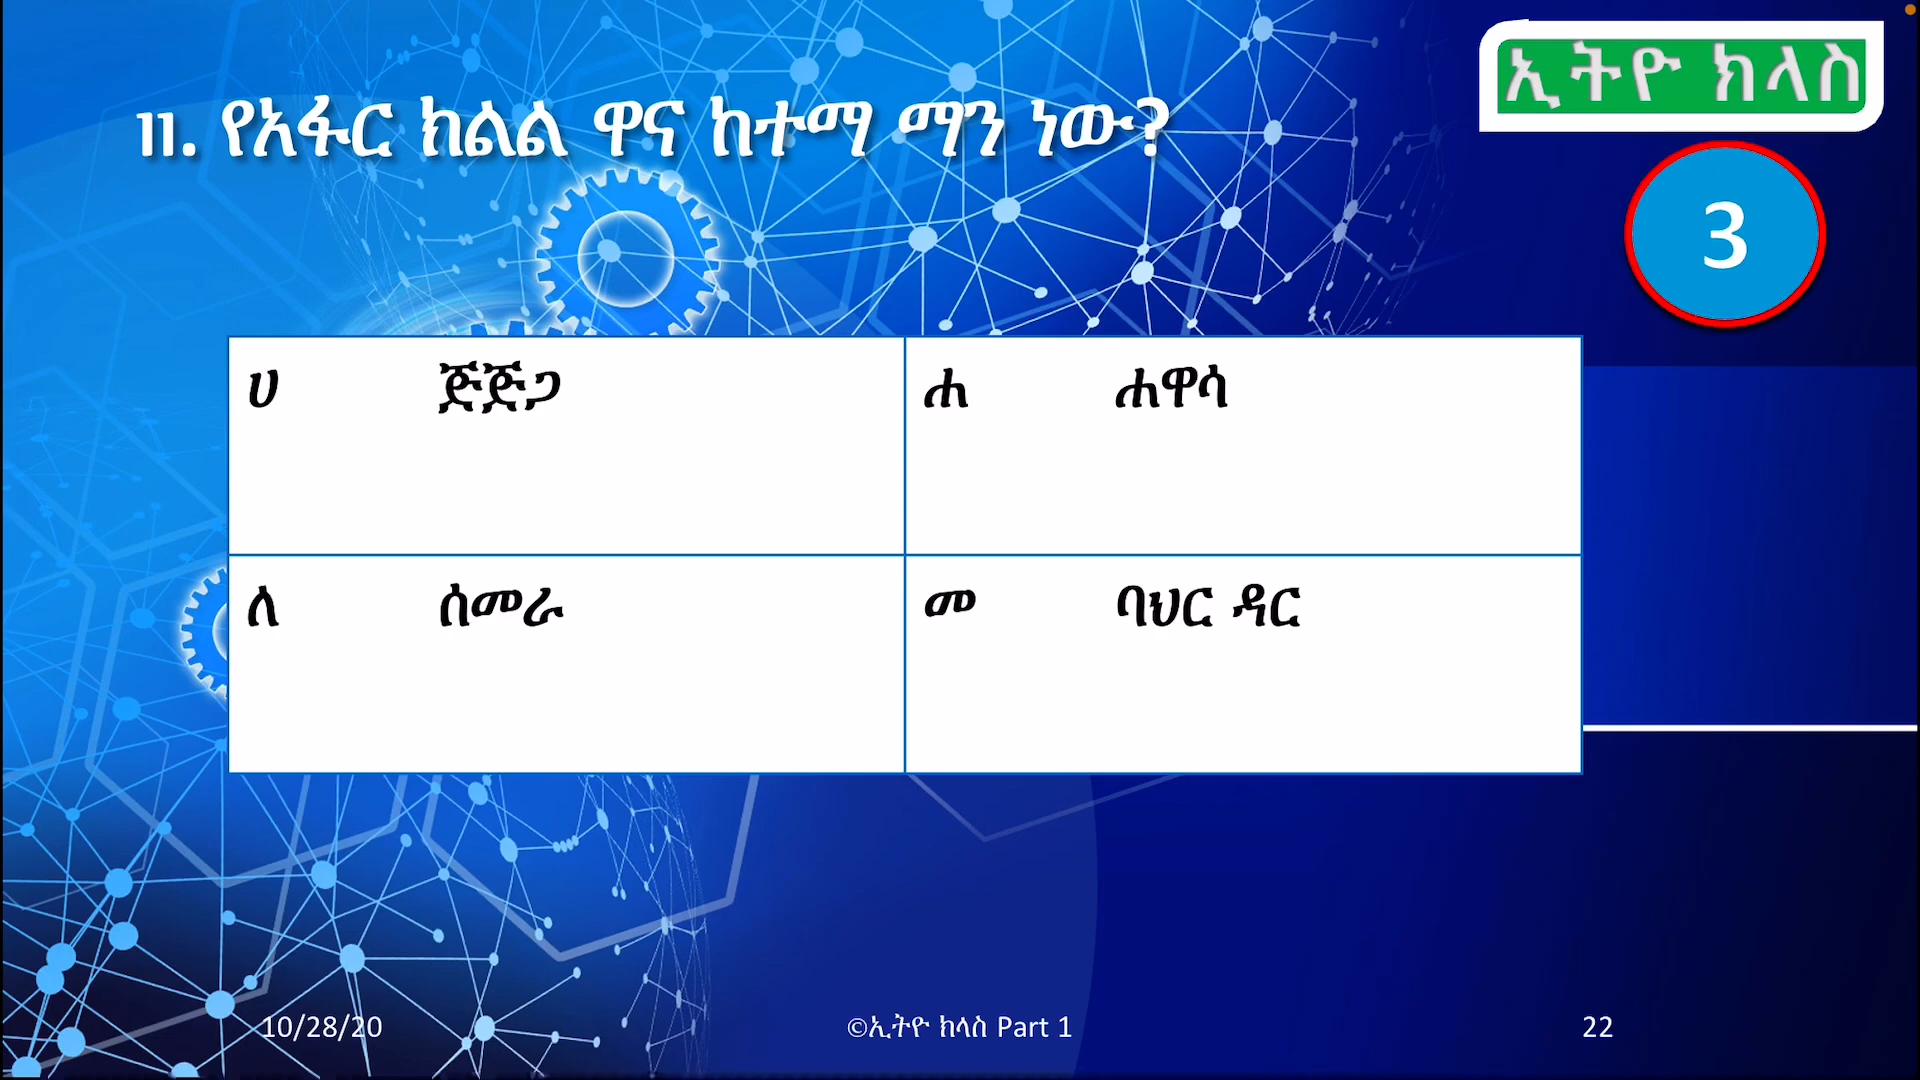 ኢትዮ ክላስ
11. የአፋር ክልል ዋና ከተማ ማን ነው?
3
ሀ ጅጅጋ
ሐ ሐዋሳ
ለ ሰመራ
መ ባህር ዳር
10/28/20
©ኢትዮ ክላስ Part 1
22